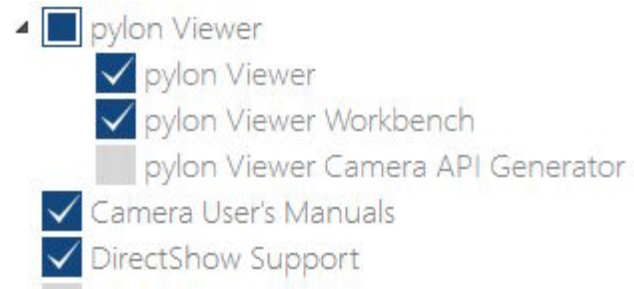 pylon Viewer
pylon Viewer
pylon Viewer Workbench
pylon Viewer Camera API Generator
Camera User's Manuals
DirectShow Support